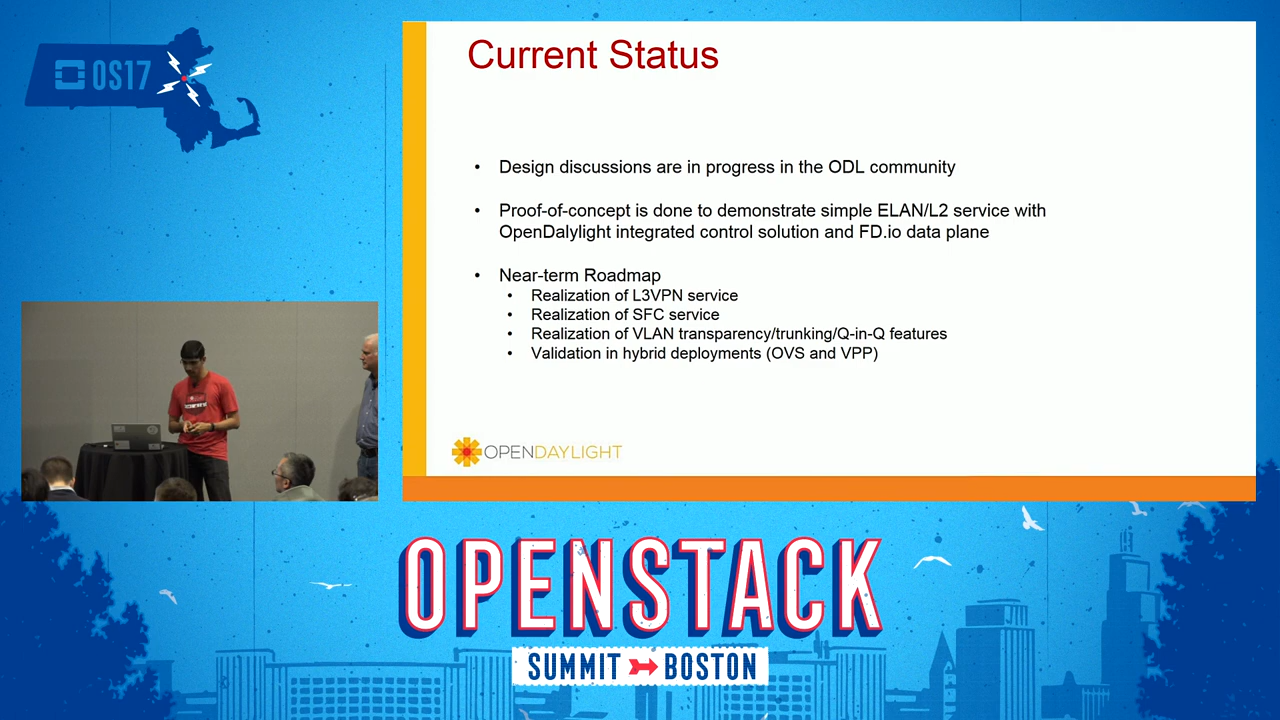 OS17
Current Status
• Design discussions are in progress in the ODL community
• Proof-of-concept is done to demonstrate simple ELAN/L2 service with
OpenDalylight integrated control solution and FD.io data plane
• Near-term Roadmap
• Realization of L3VPN service
• Realization of SFC service
• Realization of VLAN transparency/trunking/Q-in-Q features
• Validation in hybrid deployments (OVS and VPP)
OPENDAYLIGHT
OPENSTACK
SUMMIT BOSTON